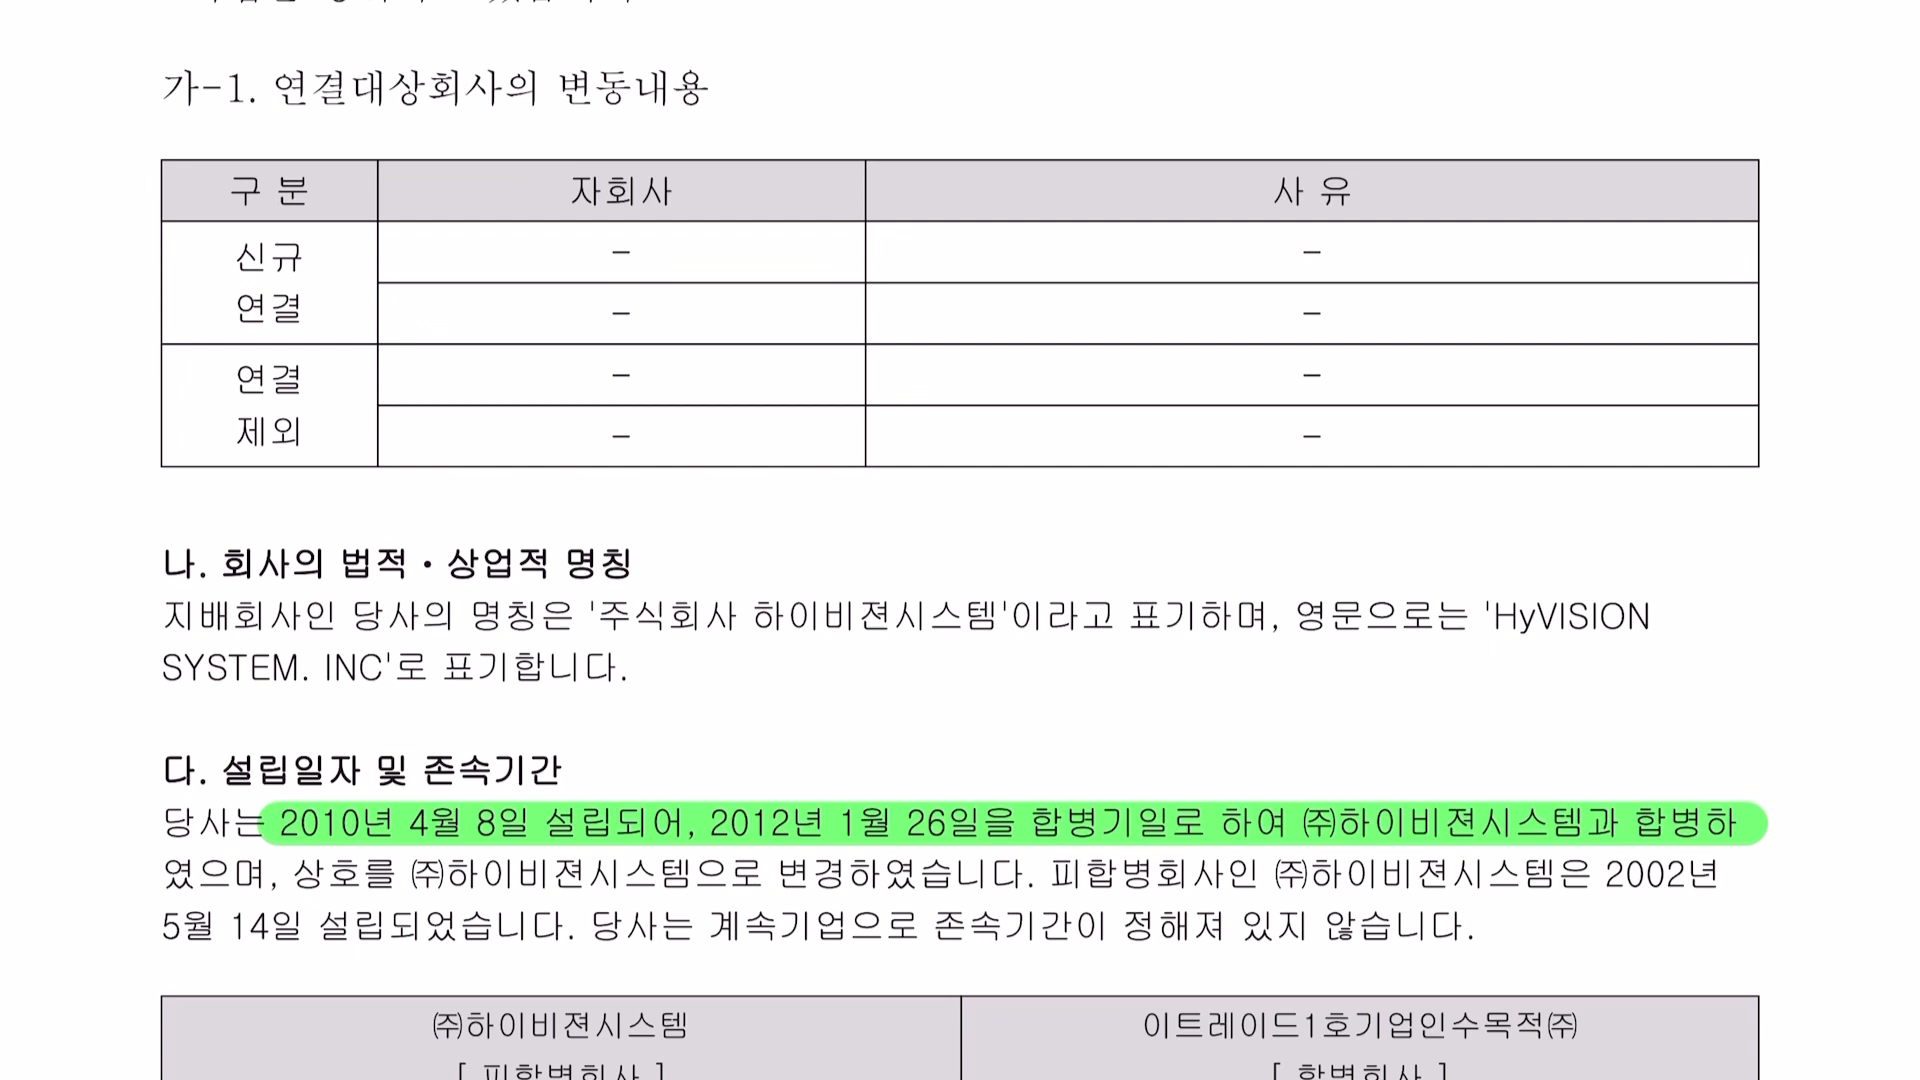 가-1. 연결대상회사의 변동내용
구 분 자회사 사 유
신규
연결
- -
- -
연결
제외
- -
- -
나. 회사의 법적·상업적 명칭
지배회사인 당사의 명칭은 '주식회사 하이비젼시스템'이라고 표기하며, 영문으로는 'HyVISION
SYSTEM. INC'로 표기합니다.
다. 설립일자 및 존속기간
당사는 2010년 4월 8일 설립되어, 2012년 1월 26일을 합병기일로 하여 ㈜하이비젼시스템과 합병하
였으며, 상호를 ㈜하이비젼시스템으로 변경하였습니다. 피합병회사인 ㈜하이비젼시스템은 2002년
5월 14일 설립되었습니다. 당사는 계속기업으로 존속기간이 정해져 있지 않습니다.
㈜하이비젼시스템 이트레이드1호기업인수목적㈜
[ 피합병회사 ] [ 합병회사 ]